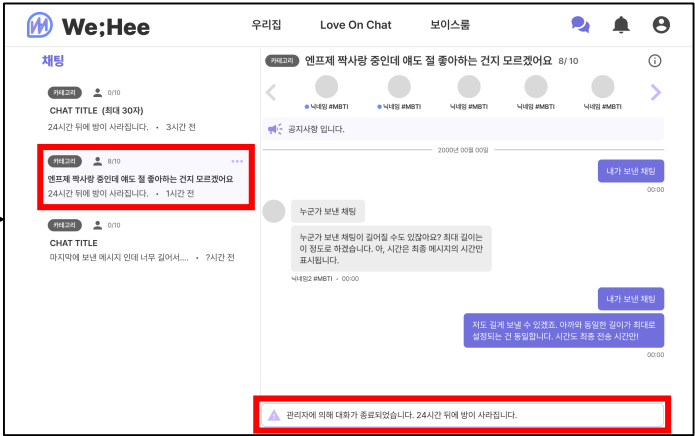 We;Hee
우리집 Love On Chat 보이스룸
채팅
카테고리 0/10
CHAT TITLE (최대 30자)
24시간 뒤에 방이 사라집니다. • 3시간 전
카테고리 8/10
엔프제 짝사랑 중인데 얘도 절 좋아하는 건지 모르겠어요
24시간 뒤에 방이 사라집니다. • 1시간 전
카테고리 0/10
CHAT TITLE
마지막에 보낸 메시지 인데 너무 길어서.... • ?시간 전
카테고리 엔프제 짝사랑 중인데 얘도 절 좋아하는 건지 모르겠어요 8/10
닉네임 #MBTI 닉네임 #MBTI 닉네임 #MBTI 닉네임 #MBTI 닉네임 #MBTI
공지사항 입니다.
2000년 00월 00일
내가 보낸 채팅
00:00
누군가 보낸 채팅
누군가 보낸 채팅이 길어질 수도 있잖아요? 최대 길이는
이 정도로 하겠습니다. 아, 시간은 최종 메시지의 시간만
표시됩니다.
닉네임2 #MBTI • 00:00
내가 보낸 채팅
저도 길게 보낼 수 있겠죠. 아까와 동일한 길이가 최대로
설정되는 건 동일합니다. 시간도 최종 전송 시간만!
00:00
관리자에 의해 대화가 종료되었습니다. 24시간 뒤에 방이 사라집니다.